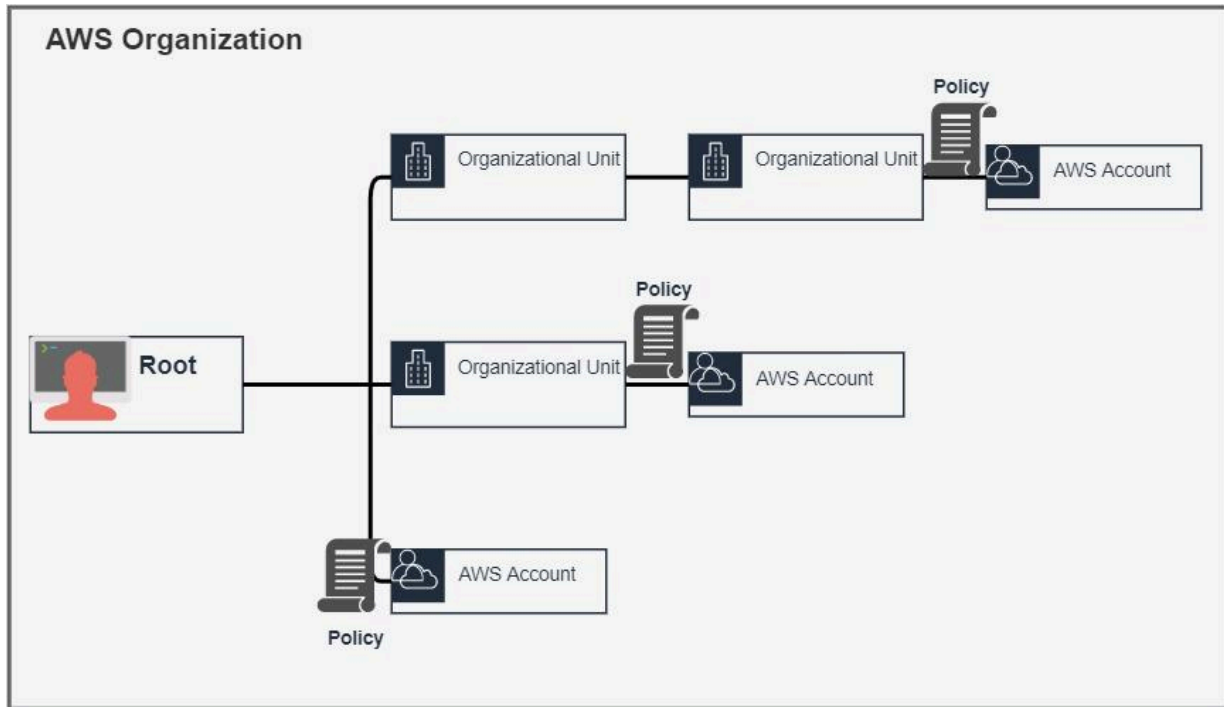 AWS Organization
Policy
Organizational Unit
Organizational Unit
AWS Account
Policy
Root
Organizational Unit
AWS Account
AWS Account
Policy